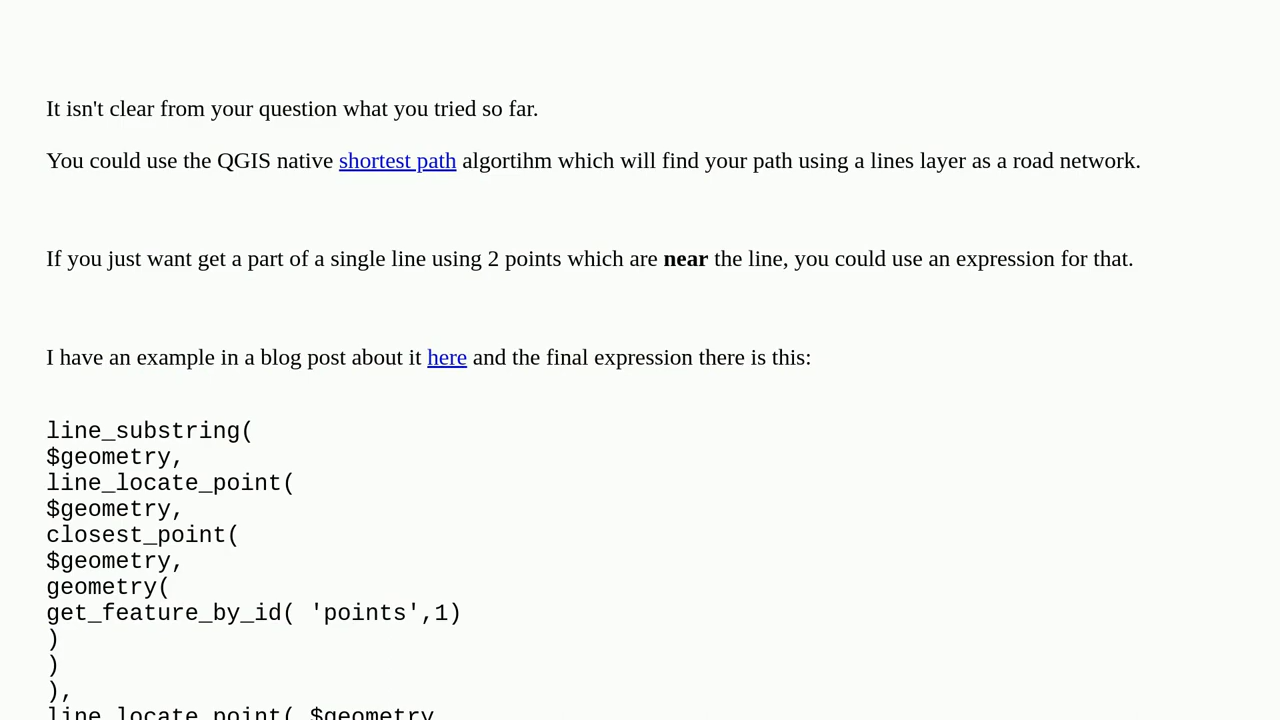 It isn't clear from your question what you tried so far.
You could use the QGIS native shortest path algortihm which will find your path using a lines layer as a road network.
If you just want get a part of a single line using 2 points which are near the line, you could use an expression for that.
I have an example in a blog post about it here and the final expression there is this:
line_substring(
$geometry,
line_locate_point(
$geometry,
closest_point(
$geometry,
geometry(
get_feature_by_id( 'points',1)
)
)
),
line_locate_point( $geometry,